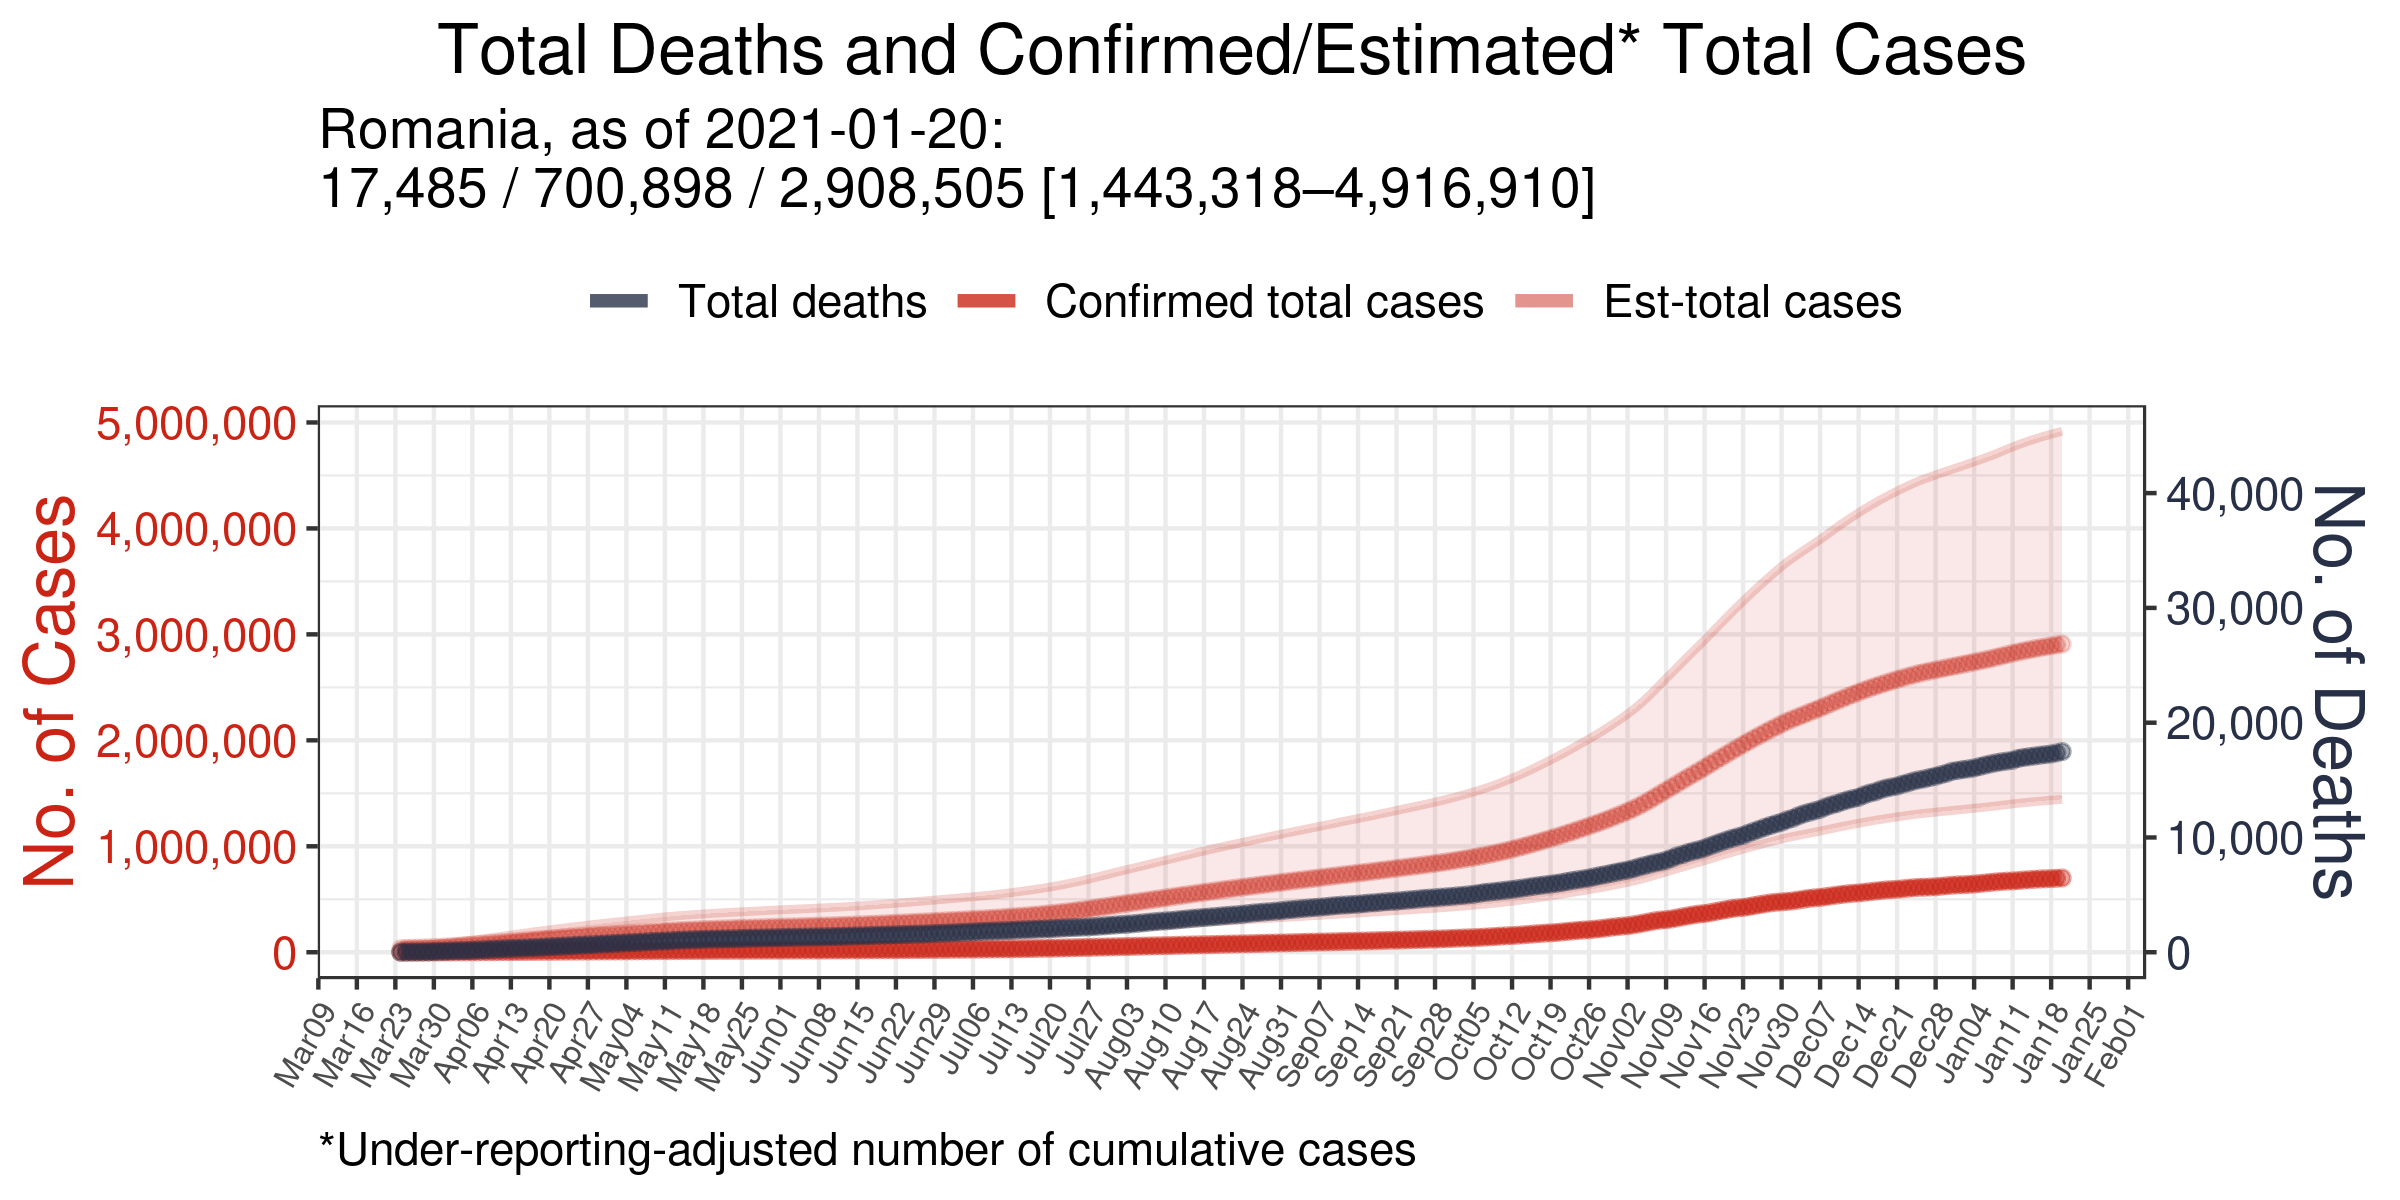 Total Deaths and Confirmed/Estimated* Total Cases
Romania, as of 2021-01-20:
17,485 / 700,898 / 2,908,505 [1,443,318–4,916,910]
Total deaths
Confirmed total cases
Est-total cases
No. of Cases
5,000,000
4,000,000
3,000,000
2,000,000
1,000,000
0
40,000
30,000
20,000
10,000
0
No. of Deaths
Mar09
Mar16
Mar23
Mar30
Apr06
Apr13
Apr20
Apr27
May04
May11
May18
May25
Jun01
Jun08
Jun15
Jun22
Jun29
Jul06
Jul13
Jul20
Jul27
Aug03
Aug10
Aug17
Aug24
Aug31
Sep07
Sep14
Sep21
Sep28
Oct05
Oct12
Oct19
Oct26
Nov02
Nov09
Nov16
Nov23
Nov30
Dec07
Dec14
Dec21
Dec28
Jan04
Jan11
Jan18
Jan25
Feb01
*Under-reporting-adjusted number of cumulative cases